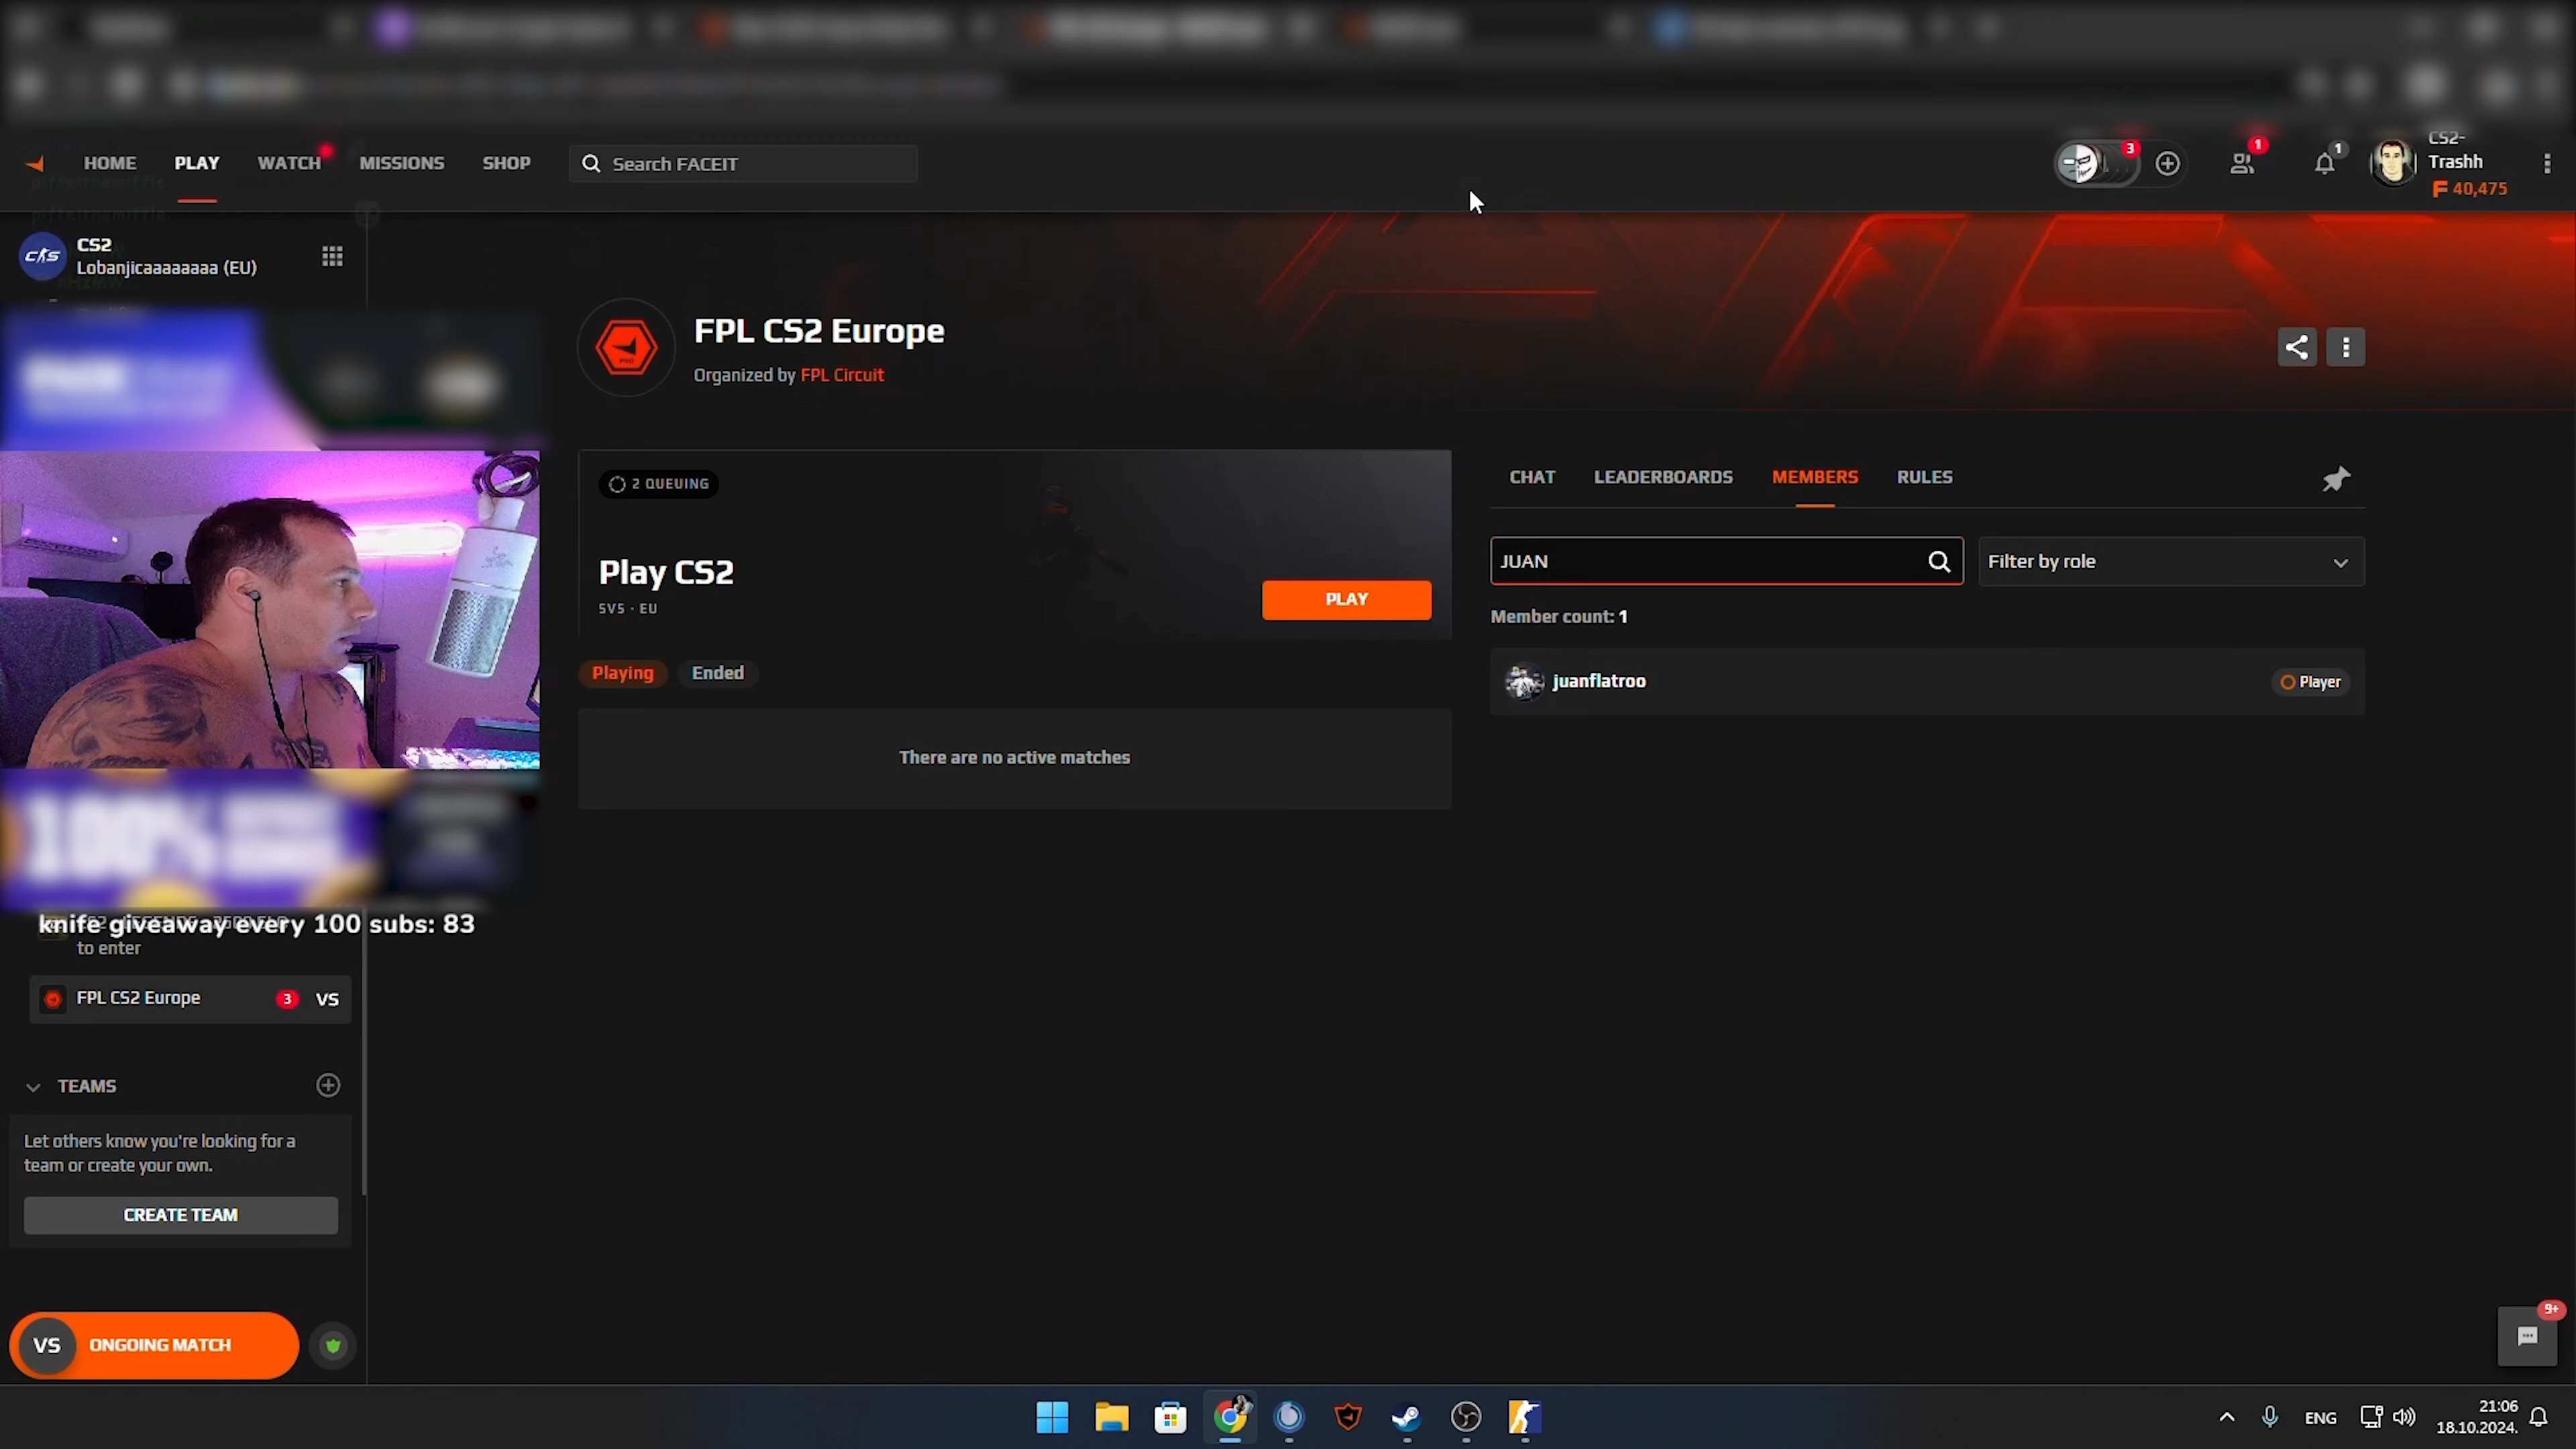 HOME
PLAY
WATCH
MISSIONS
SHOP
Search FACEIT
3
1
1
CS2-
Trashh
40,475
CS2
Lobanjicaaaaaaaa (EU)
FPL CS2 Europe
Organized by FPL Circuit
2 QUEUING
Play CS2
5V5 · EU
PLAY
Playing
Ended
There are no active matches
CHAT
LEADERBOARDS
MEMBERS
RULES
JUAN
Filter by role
Member count: 1
juanflatroo
Player
100%
knife giveaway every 100 subs: 83
to enter
FPL CS2 Europe
3
VS
TEAMS
Let others know you're looking for a
team or create your own.
CREATE TEAM
VS
ONGOING MATCH
9+
ENG
21:06
18.10.2024.